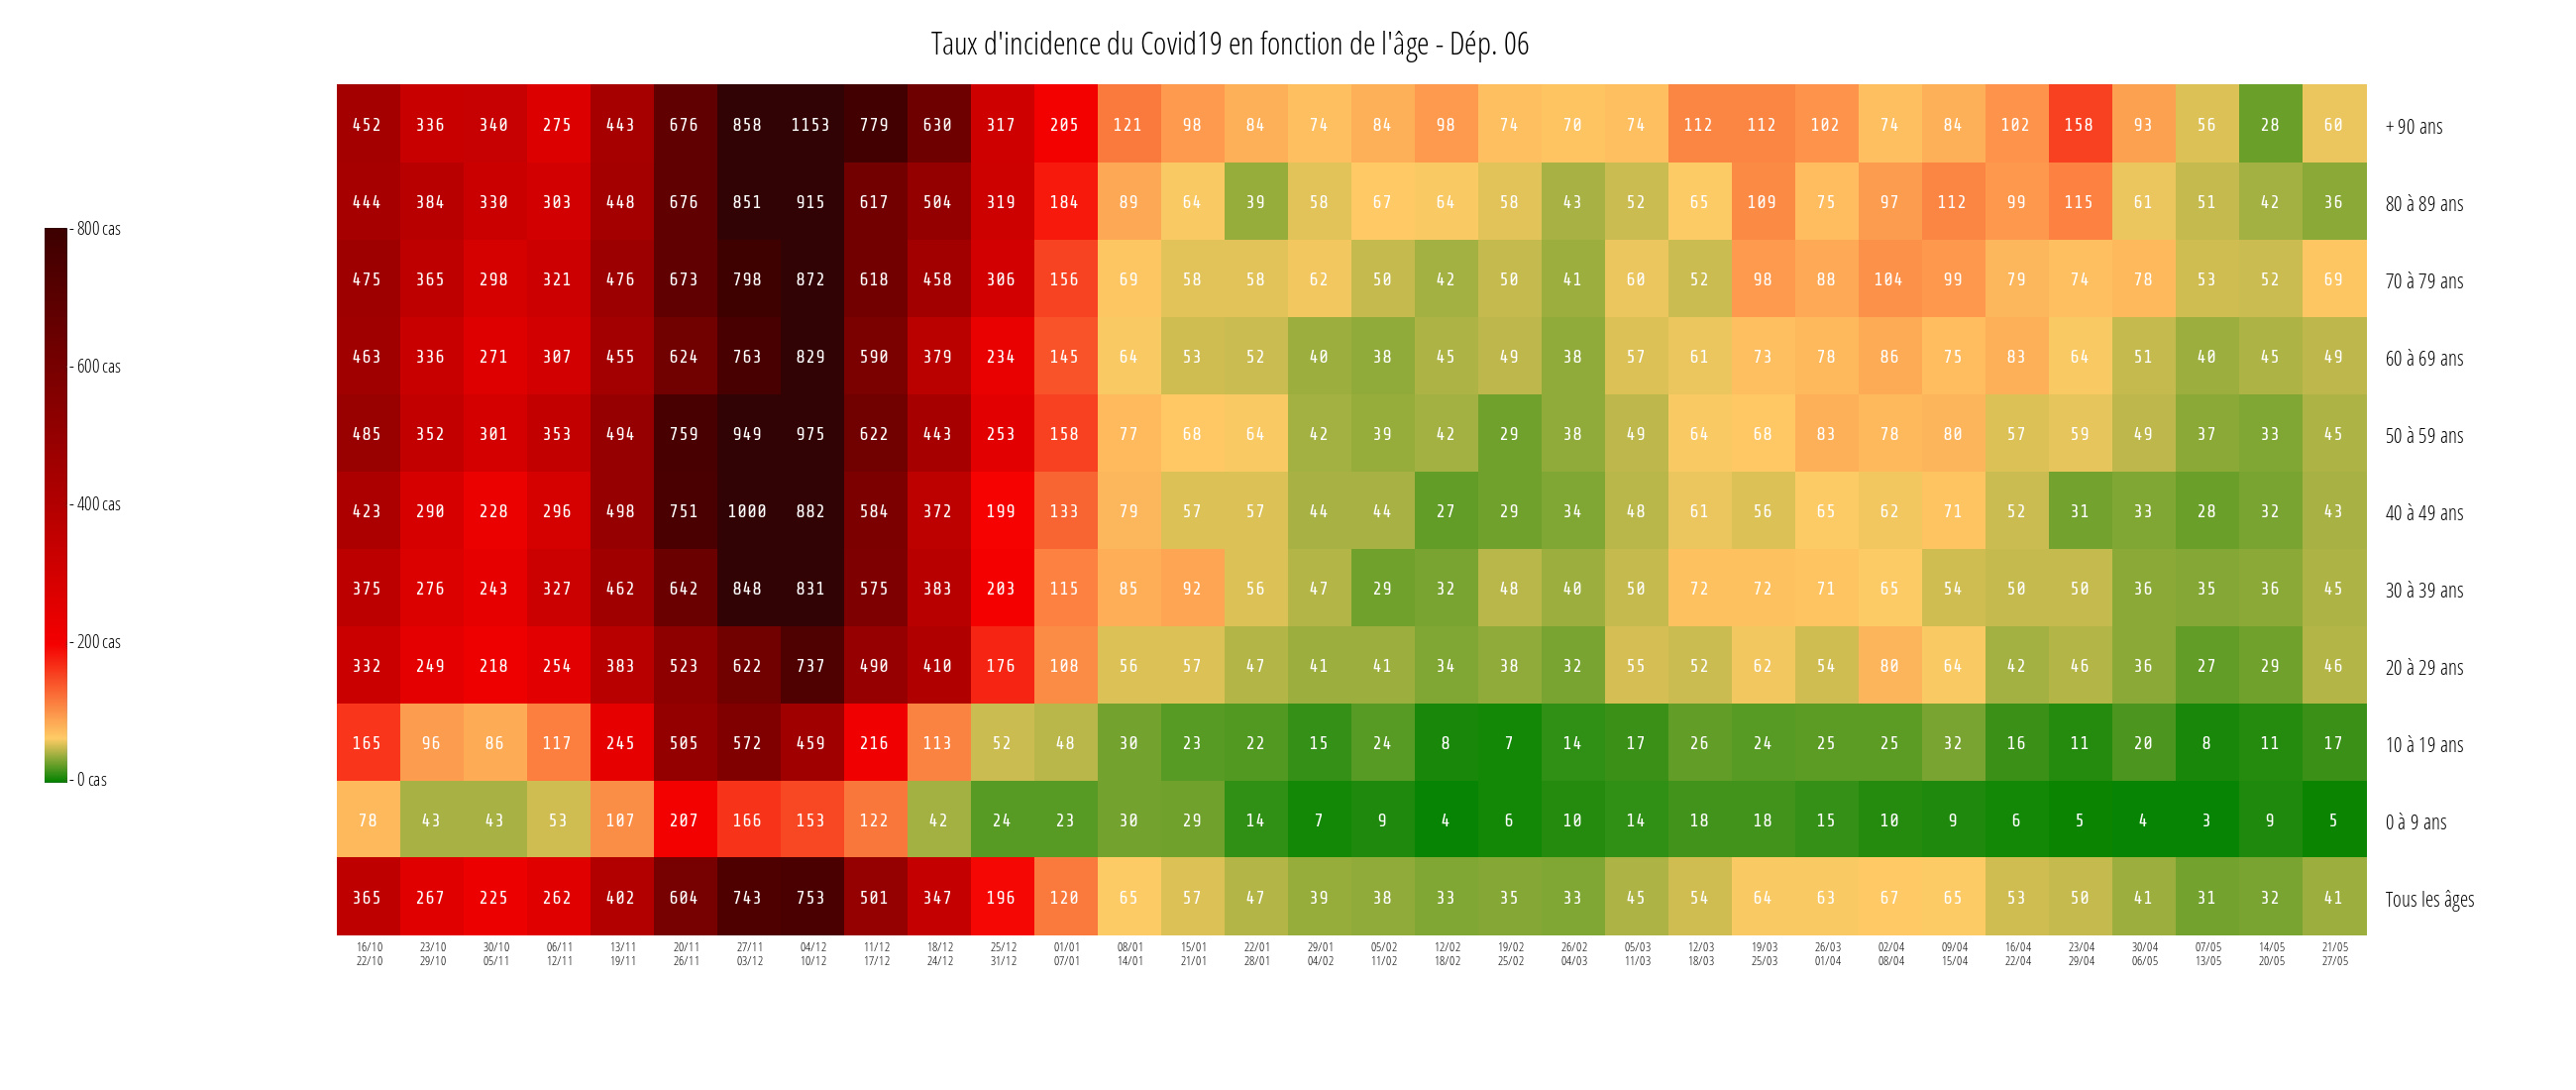 Taux d'incidence du Covid19 en fonction de l'âge - Dép. 06
452 336 340 275 443 676 858 1153 779 630 317 205 121 98 84 74 84 98 74 70 74 112 112 102 74 84 102 158 93 56 28 60 + 90 ans
444 384 330 303 448 676 851 915 617 504 319 184 89 64 39 58 67 64 58 43 52 65 109 75 97 112 99 115 61 51 42 36 80 à 89 ans
- 800 cas
475 365 298 321 476 673 798 872 618 458 306 156 69 58 58 62 50 42 50 41 60 52 98 88 104 99 79 74 78 53 52 69 70 à 79 ans
463 336 271 307 455 624 763 829 590 379 234 145 64 53 52 40 38 45 49 38 57 61 73 78 86 75 83 64 51 40 45 49 60 à 69 ans
- 600 cas
485 352 301 353 494 759 949 975 622 443 253 158 77 68 64 42 39 42 29 38 49 64 68 83 78 80 57 59 49 37 33 45 50 à 59 ans
- 400 cas
423 290 228 296 498 751 1000 882 584 372 199 133 79 57 57 44 44 27 29 34 48 61 56 65 62 71 52 31 33 28 32 43 40 à 49 ans
375 276 243 327 462 642 848 831 575 383 203 115 85 92 56 47 29 32 48 40 50 72 72 71 65 54 50 50 36 35 36 45 30 à 39 ans
- 200 cas
332 249 218 254 383 523 622 737 490 410 176 108 56 57 47 41 41 34 38 32 55 52 62 54 80 64 42 46 36 27 29 46 20 à 29 ans
165 96 86 117 245 505 572 459 216 113 52 48 30 23 22 15 24 8 7 14 17 26 24 25 25 32 16 11 20 8 11 17 10 à 19 ans
- 0 cas
78 43 43 53 107 207 166 153 122 42 24 23 30 29 14 7 9 4 6 10 14 18 18 15 10 9 6 5 4 3 9 5 0 à 9 ans
365 267 225 262 402 604 743 753 501 347 196 120 65 57 47 39 38 33 35 33 45 54 64 63 67 65 53 50 41 31 32 41 Tous les âges
16/10 23/10 30/10 06/11 13/11 20/11 27/11 04/12 11/12 18/12 25/12 01/01 08/01 15/01 22/01 29/01 05/02 12/02 19/02 26/02 05/03 12/03 19/03 26/03 02/04 09/04 16/04 23/04 30/04 07/05 14/05 21/05
22/10 29/10 05/11 12/11 19/11 26/11 03/12 10/12 17/12 24/12 31/12 07/01 14/01 21/01 28/01 04/02 11/02 18/02 25/02 04/03 11/03 18/03 25/03 01/04 08/04 15/04 22/04 29/04 06/05 13/05 20/05 27/05